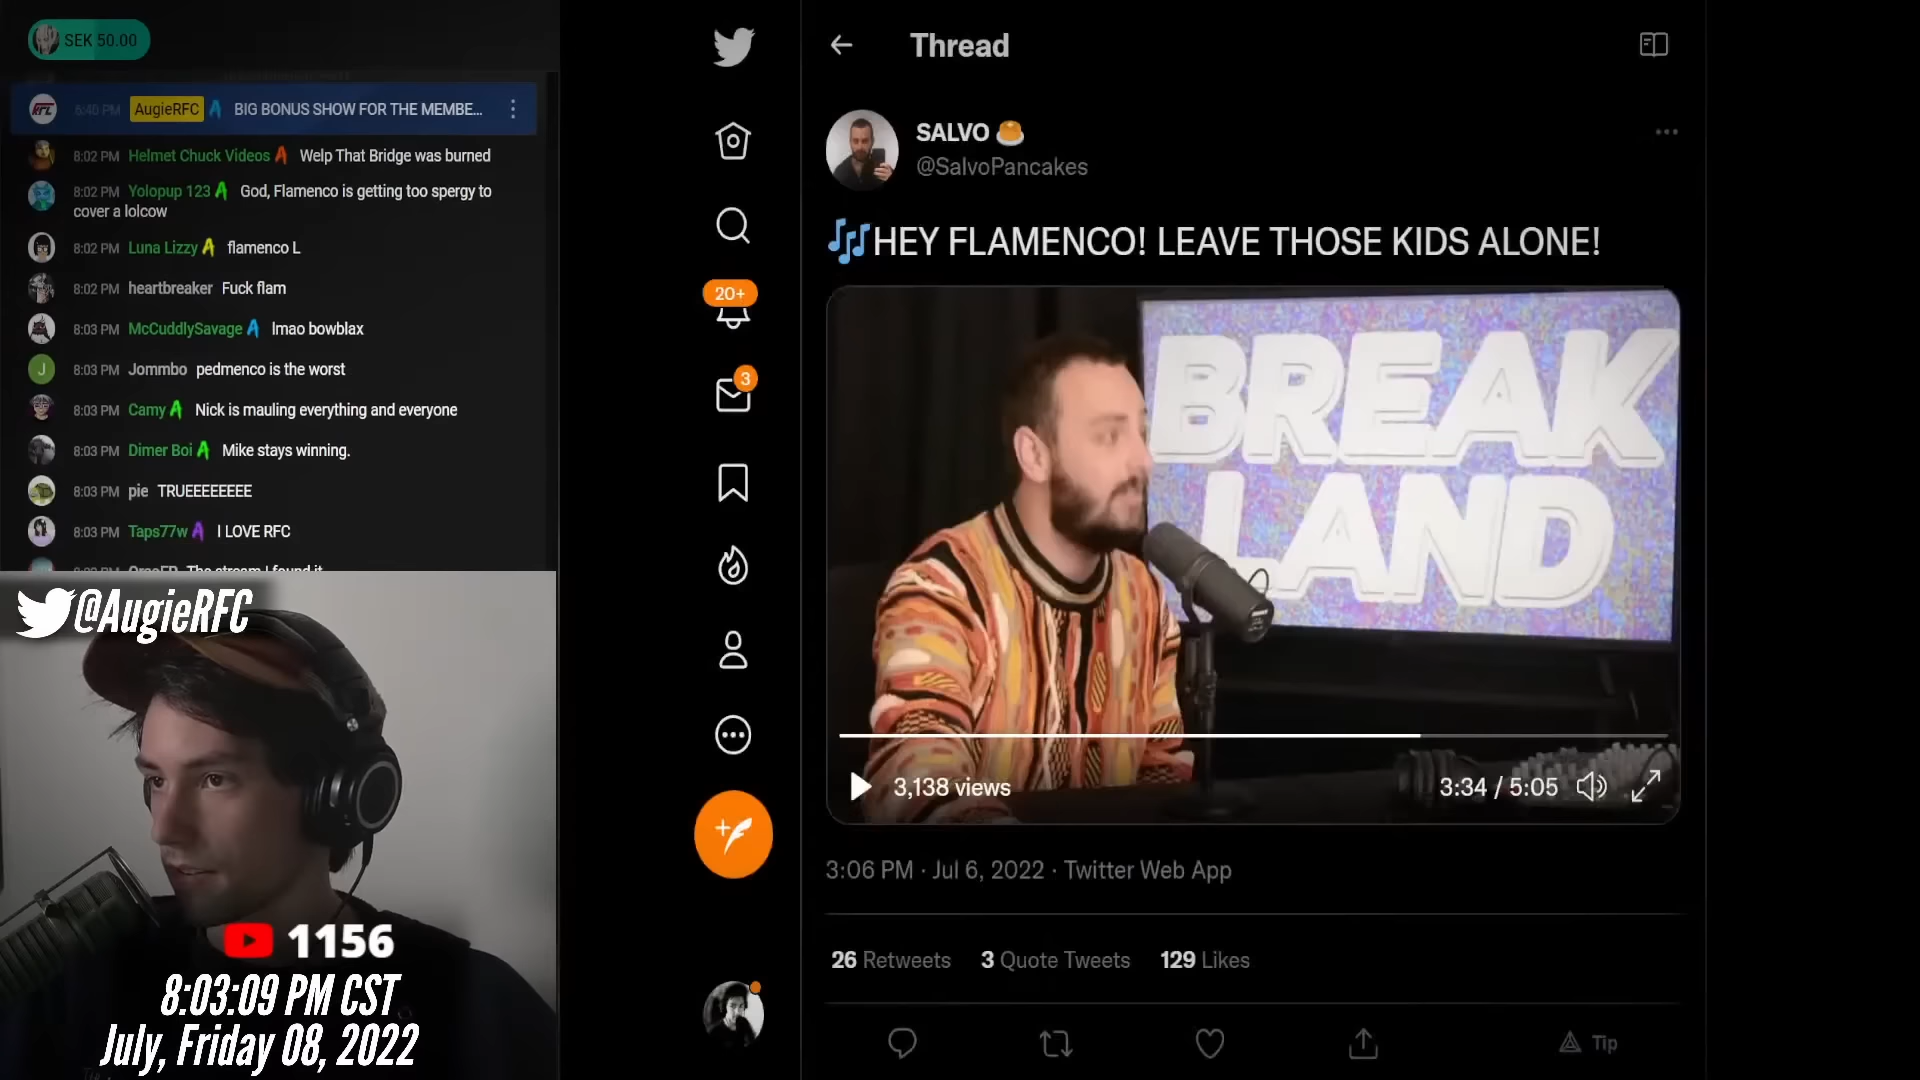 SEK 50.00
6:40 PM AugieRFC BIG BONUS SHOW FOR THE MEMBE...
8:02 PM Helmet Chuck Videos Welp That Bridge was burned
8:02 PM Yolopup 123 God, Flamenco is getting too spergy to
cover a lolcow
8:02 PM Luna Lizzy flamenco L
8:02 PM heartbreaker Fuck flam
8:03 PM McCuddlySavage lmao bowblax
J
8:03 PM Jommbo pedmenco is the worst
8:03 PM Camy Nick is mauling everything and everyone
8:03 PM Dimer Boi Mike stays winning.
8:03 PM pie TRUEEEEEEEE
8:03 PM Taps77w I LOVE RFC
The stream I found it
@AugieRFC
1156
8:03:09 PM CST
July, Friday 08, 2022
20+
3
Thread
SALVO
@SalvoPancakes
HEY FLAMENCO! LEAVE THOSE KIDS ALONE!
BREAK
LAND
3,138 views
3:34 / 5:05
3:06 PM · Jul 6, 2022 · Twitter Web App
26 Retweets 3 Quote Tweets 129 Likes
Tip